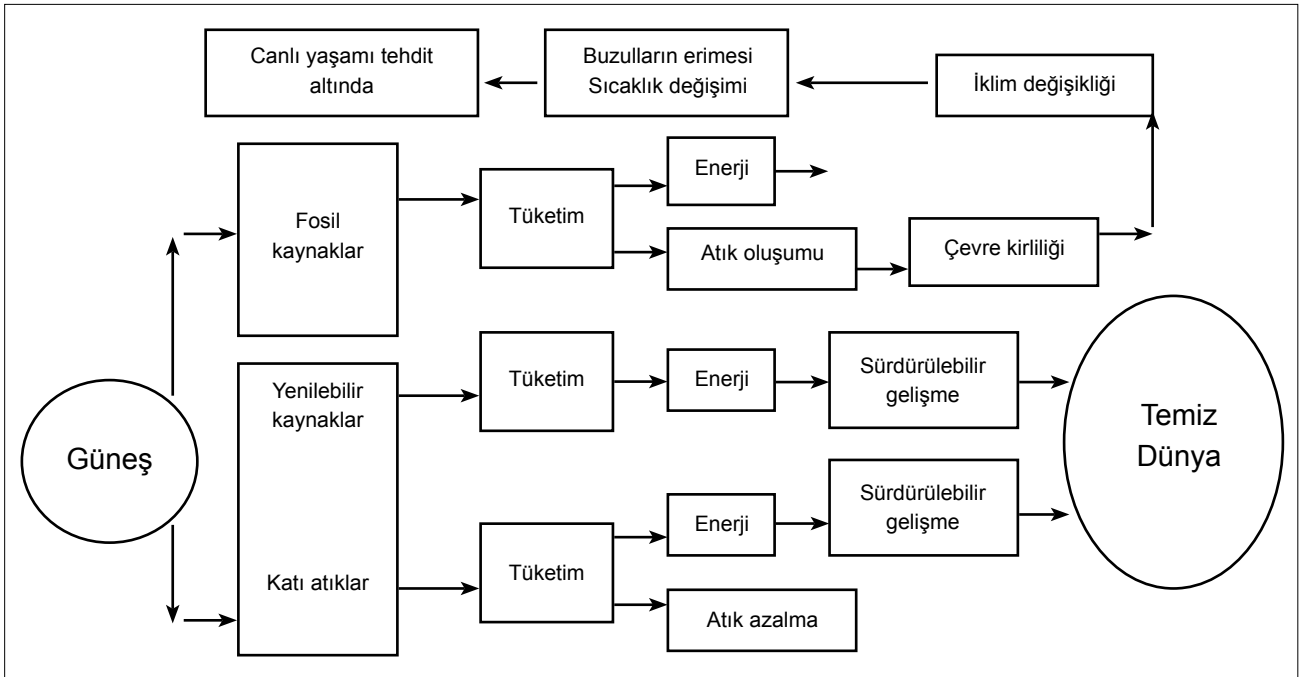 Canlı yaşamı tehdit
altında
Buzulların erimesi
Sıcaklık değişimi
İklim değişikliği
Fosil
kaynaklar
Tüketim
Enerji
Atık oluşumu
Çevre kirliliği
Güneş
Yenilebilir
kaynaklar
Tüketim
Enerji
Sürdürülebilir
gelişme
Katı atıklar
Tüketim
Enerji
Sürdürülebilir
gelişme
Atık azalma
Temiz
Dünya